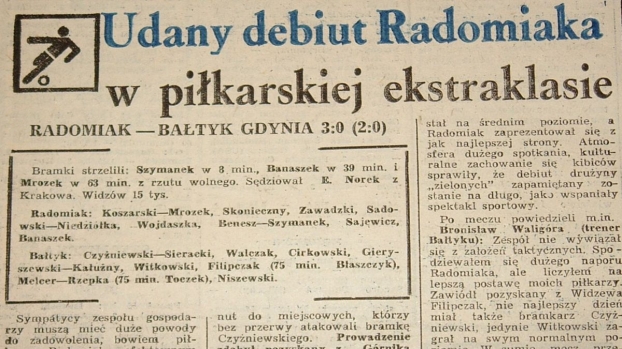 Udany debiut Radomiaka
w piłkarskiej ekstraklasie
RADOMIAK — BAŁTYK GDYNIA 3:0 (2:0)
Bramki strzelili: Szymanek w 8 min., Banaszek w 39 min. i
Mrozek w 63 min. z rzutu wolnego. Sędziował E. Norek z
Krakowa. Widzów 15 tys.
Radomiak: Koszarski—Mrozek, Skonieczny, Zawadzki, Sado-
wski—Niedziółka, Wojdaszka, Benesz—Szymanek, Sajewicz,
Banaszek.
Bałtyk: Czyżniewski—Sieracki, Walczak, Cirkowski, Giery-
szewski—Kałużny, Witkowski, Filipczak (75 min. Błaszczyk),
Melcer—Rzepka (75 min. Toczek), Niszewski.
Sympatycy zespołu gospoda-
rzy muszą mieć duże powody
do zadowolenia, bowiem pił-
nut do miejscowych, którzy
bez przerwy atakowali bramkę
Czyżniewskiego. Prowadzenie
stał na średnim poziomie, a
Radomiak zaprezentował się z
jak najlepszej strony. Atmo-
sfera dużego spotkania, kultu-
ralne zachowanie się kibiców
sprawiły, że debiut drużyny
„zielonych" zapamiętany zo-
stanie na długo, jako wspaniały
spektakl sportowy.
Po meczu powiedzieli m.in.
Bronisław Waligóra (trener
Bałtyku): Zespół nie wywiązał
się z założeń taktycznych. Spo-
dziewałem się dużego naporu
Radomiaka, ale liczyłem na
lepszą postawę moich piłkarzy.
Zawiódł pozyskany z Widzewa
Filipczak, nie najlepszy dzień
miał także bramkarz Czyż-
niewski, jedynie Witkowski za-
grał na swym normalnym po-